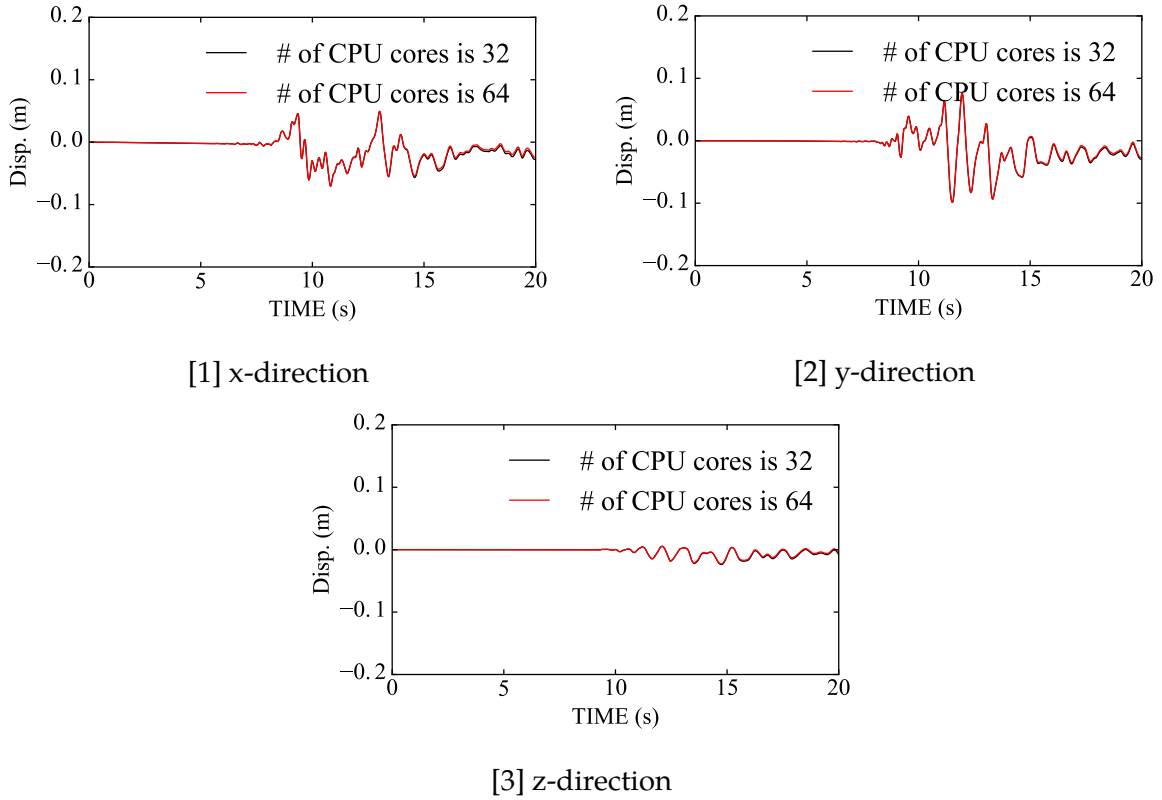 0.2
# of CPU cores is 32
0.1
# of CPU cores is 64
Disp. (m)
0.0
−0.1
−0.2
0 5 10 15 20
TIME (s)
[1] x-direction
0.2
# of CPU cores is 32
0.1
# of CPU cores is 64
Disp. (m)
0.0
−0.1
−0.2
0 5 10 15 20
TIME (s)
[2] y-direction
0.2
# of CPU cores is 32
0.1
# of CPU cores is 64
Disp. (m)
0.0
−0.1
−0.2
0 5 10 15 20
TIME (s)
[3] z-direction